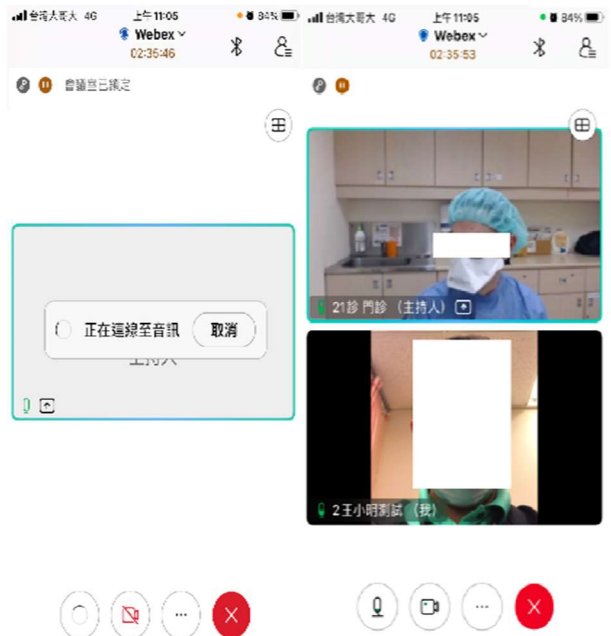 台灣大哥大 4G 上午11:05 84%
Webex
02:35:46
會議室已鎖定
正在連線至音訊 取消
主持人
台灣大哥大 4G 上午11:05 84%
Webex
02:35:53
21診 門診 (主持人)
2王小明測試 (我)